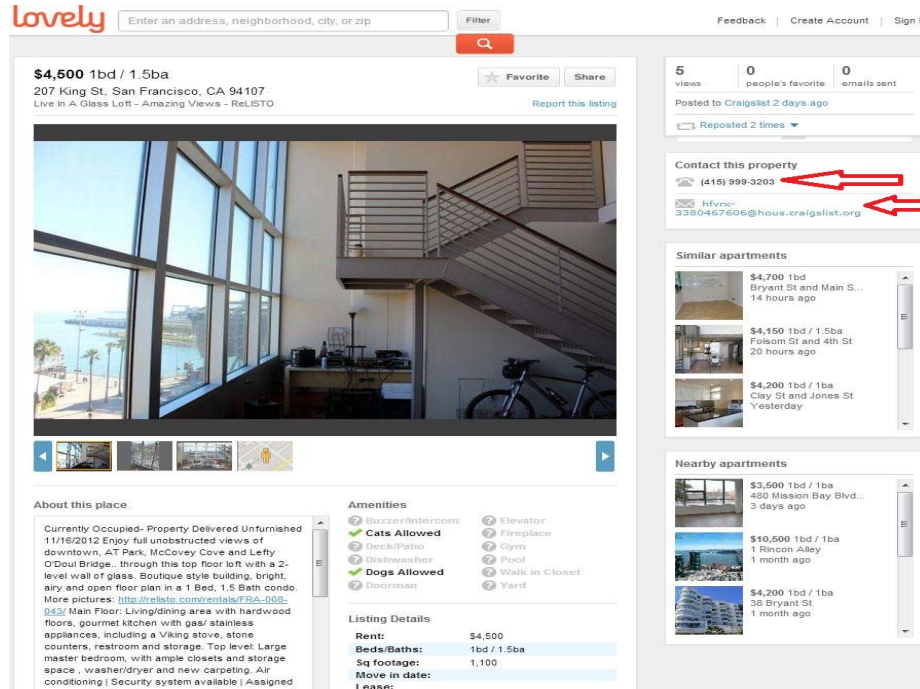 lovely
Enter an address, neighborhood, city, or zip
Filter
Feedback | Create Account | Sign
$4,500 1bd / 1.5ba
Favorite
Share
207 King St, San Francisco, CA 94107
Live In A Glass Loft - Amazing Views - ReLISTO
Report this listing
5
views
0
people's favorite
0
emails sent
Posted to Craigslist 2 days ago
Reposted 2 times
Contact this property
(415) 999-3203
hfvrx-
3380467606@hous.craigslist.org
Similar apartments
$4,700 1bd
Bryant St and Main S...
14 hours ago
$4,150 1bd / 1.5ba
Folsom St and 4th St
20 hours ago
$4,200 1bd / 1ba
Clay St and Jones St
Yesterday
Nearby apartments
$3,500 1bd / 1ba
480 Mission Bay Blvd...
3 days ago
$10,500 1bd / 1ba
1 Rincon Alley
1 month ago
$4,200 1bd / 1ba
38 Bryant St
1 month ago
About this place
Currently Occupied- Property Delivered Unfurnished
11/16/2012 Enjoy full unobstructed views of
downtown, AT Park, McCovey Cove and Lefty
O'Doul Bridge.. through this top floor loft with a 2-
level wall of glass. Boutique style building, bright,
airy and open floor plan in a 1 Bed, 1.5 Bath condo.
More pictures: http://relisto.com/rentals/FRA-008-
043/ Main Floor: Living/dining area with hardwood
floors, gourmet kitchen with gas/ stainless
appliances, including a Viking stove, stone
counters, restroom and storage. Top level: Large
master bedroom, with ample closets and storage
space , washer/dryer and new carpeting. Air
conditioning | Security system available | Assigned
Amenities
Buzzer/Intercom
Elevator
Cats Allowed
Fireplace
Deck/Patio
Gym
Dishwasher
Pool
Dogs Allowed
Walk in Closet
Doorman
Yard
Listing Details
Rent: $4,500
Beds/Baths: 1bd / 1.5ba
Sq footage: 1,100
Move in date:
Lease: